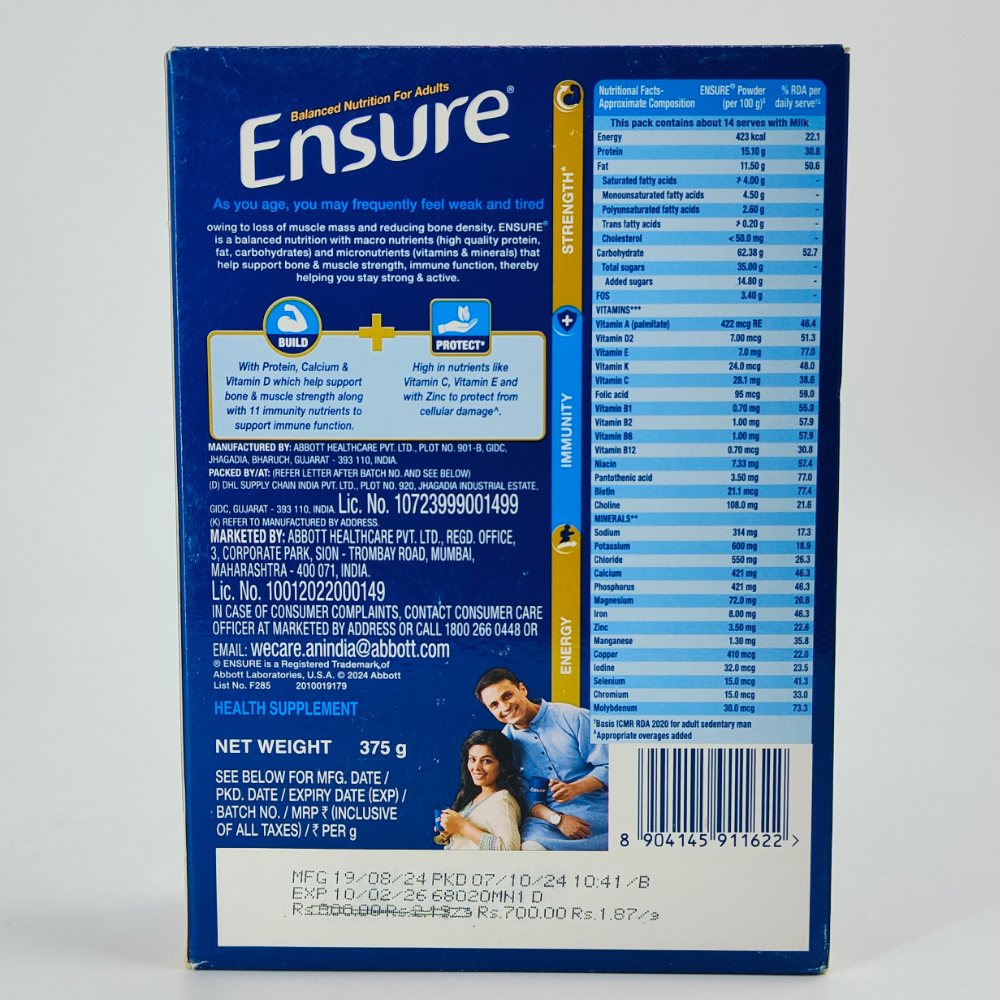 Balanced Nutrition For Adults
Ensure®
As you age, you may frequently feel weak and tired
owing to loss of muscle mass and reducing bone density. ENSURE®
is a balanced nutrition with macro nutrients (high quality protein,
fat, carbohydrates) and micronutrients (vitamins & minerals) that
help support bone & muscle strength, immune function, thereby
helping you stay strong & active.
BUILD
With Protein, Calcium &
Vitamin D which help support
bone & muscle strength along
with 11 immunity nutrients to
support immune function.
+
PROTECT#
High in nutrients like
Vitamin C, Vitamin E and
with Zinc to protect from
cellular damage^.
MANUFACTURED BY: ABBOTT HEALTHCARE PVT. LTD., PLOT NO. 901-B, GIDC,
JHAGADIA, BHARUCH, GUJARAT - 393 110, INDIA.
PACKED BY/AT: (REFER LETTER AFTER BATCH NO. AND SEE BELOW)
(D) DHL SUPPLY CHAIN INDIA PVT. LTD., PLOT NO. 920, JHAGADIA INDUSTRIAL ESTATE,
GIDC, GUJARAT - 393 110, INDIA. Lic. No. 10723999001499
(K) REFER TO MANUFACTURED BY ADDRESS.
MARKETED BY: ABBOTT HEALTHCARE PVT. LTD., REGD. OFFICE,
3, CORPORATE PARK, SION - TROMBAY ROAD, MUMBAI,
MAHARASHTRA - 400 071, INDIA.
Lic. No. 10012022000149
IN CASE OF CONSUMER COMPLAINTS, CONTACT CONSUMER CARE
OFFICER AT MARKETED BY ADDRESS OR CALL 1800 266 0448 OR
EMAIL: wecare.anindia@abbott.com
® ENSURE is a Registered Trademark of
Abbott Laboratories, U.S.A. © 2024 Abbott
List No. F285 2010019179
HEALTH SUPPLEMENT
NET WEIGHT 375 g
SEE BELOW FOR MFG. DATE /
PKD. DATE / EXPIRY DATE (EXP) /
BATCH NO. / MRP ₹ (INCLUSIVE
OF ALL TAXES) / ₹ PER g
STRENGTH*
IMMUNITY
ENERGY
Nutritional Facts- ENSURE® Powder % RDA per
Approximate Composition (per 100 g)$ daily serve†‡
This pack contains about 14 serves with Milk
Energy 423 kcal 22.1
Protein 15.10 g 30.8
Fat 11.50 g 50.6
Saturated fatty acids ≯ 4.00 g -
Monounsaturated fatty acids 4.50 g -
Polyunsaturated fatty acids 2.60 g -
Trans fatty acids ≯ 0.20 g -
Cholesterol < 50.0 mg -
Carbohydrate 62.38 g 52.7
Total sugars 35.00 g -
Added sugars 14.80 g -
FOS 3.40 g -
VITAMINS***
Vitamin A (palmitate) 422 mcg RE 46.4
Vitamin D2 7.00 mcg 51.3
Vitamin E 7.0 mg 77.0
Vitamin K 24.0 mcg 48.0
Vitamin C 28.1 mg 38.6
Folic acid 95 mcg 59.0
Vitamin B1 0.70 mg 55.0
Vitamin B2 1.00 mg 57.9
Vitamin B6 1.00 mg 57.9
Vitamin B12 0.70 mcg 30.8
Niacin 7.33 mg 57.4
Pantothenic acid 3.50 mg 77.0
Biotin 21.1 mcg 77.4
Choline 108.0 mg 21.6
MINERALS**
Sodium 314 mg 17.3
Potassium 600 mg 18.9
Chloride 550 mg 26.3
Calcium 421 mg 46.3
Phosphorus 421 mg 46.3
Magnesium 72.0 mg 20.6
Iron 8.00 mg 46.3
Zinc 3.50 mg 22.6
Manganese 1.30 mg 35.8
Copper 410 mcg 22.0
Iodine 32.0 mcg 23.5
Selenium 15.0 mcg 41.3
Chromium 15.0 mcg 33.0
Molybdenum 30.0 mcg 73.3
†Basis ICMR RDA 2020 for adult sedentary man
‡Appropriate overages added
8 904145 911622 >
MFG 19/08/24 PKD 07/10/24 10:41 /B
EXP 10/02/26 68020MN1 D
Rs.700.00 Rs.1.87/g